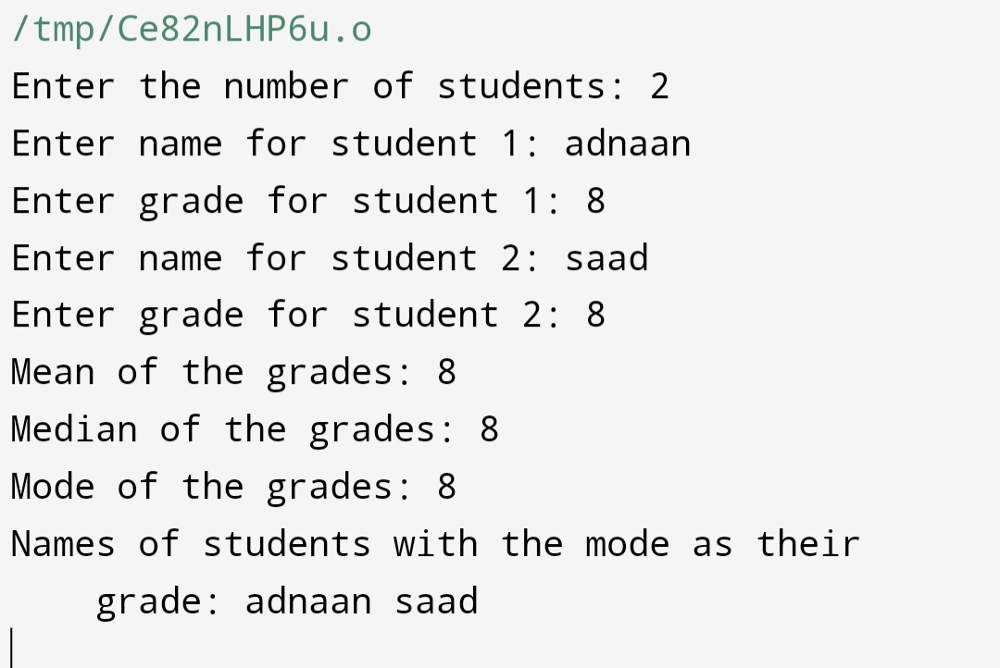 /tmp/Ce82nLHP6u.o
Enter the number of students: 2
Enter name for student 1: adnaan
Enter grade for student 1: 8
Enter name for student 2: saad
Enter grade for student 2: 8
Mean of the grades: 8
Median of the grades: 8
Mode of the grades: 8
Names of students with the mode as their
    grade: adnaan saad